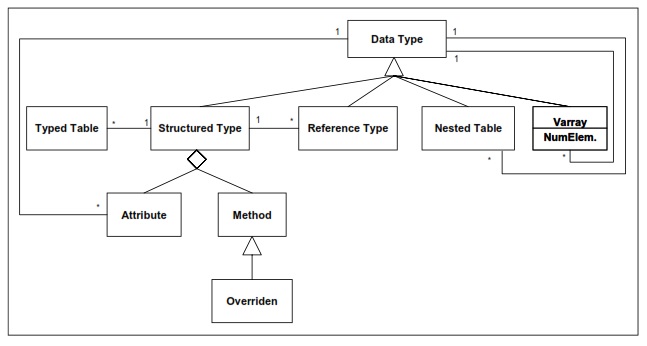 1
Data Type
1
1
Typed Table
*
1
Structured Type
1
*
Reference Type
Nested Table
Varray
NumElem.
*
*
*
Attribute
Method
Overriden